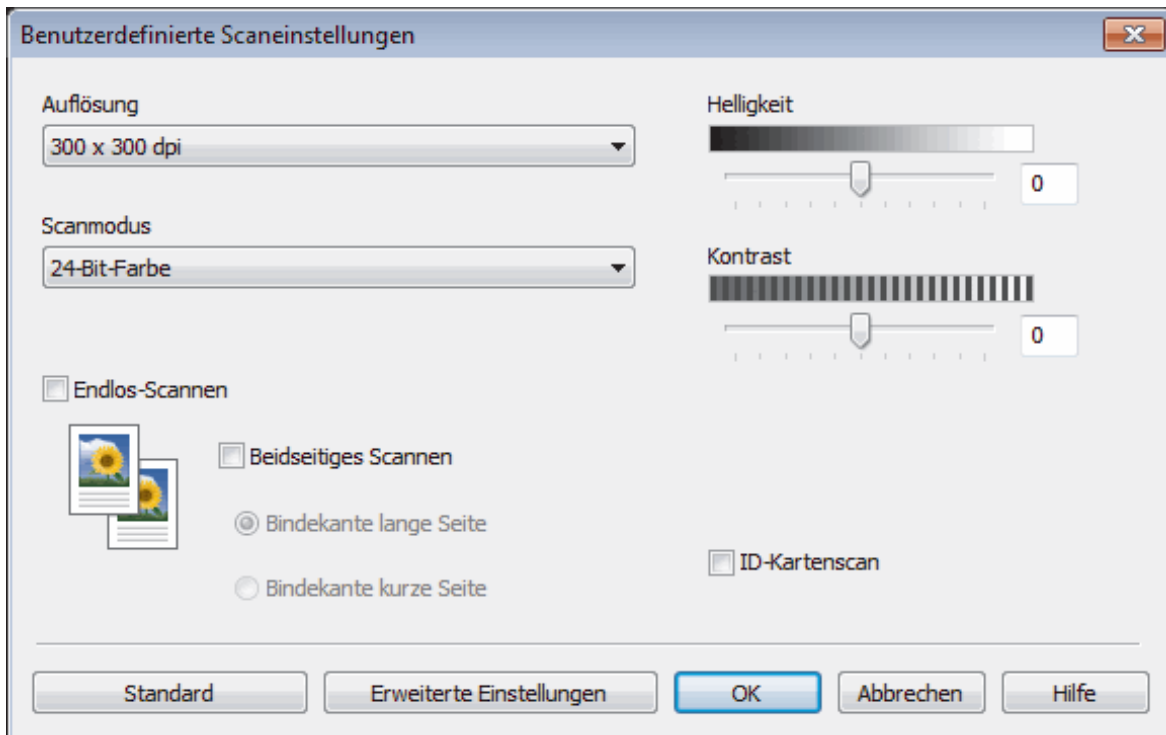 Benutzerdefinierte Scaneinstellungen
Auflösung
300 x 300 dpi
Scanmodus
24-Bit-Farbe
Helligkeit
0
Kontrast
0
Endlos-Scannen
Beidseitiges Scannen
Bindekante lange Seite
Bindekante kurze Seite
ID-Kartenscan
Standard
Erweiterte Einstellungen
OK
Abbrechen
Hilfe